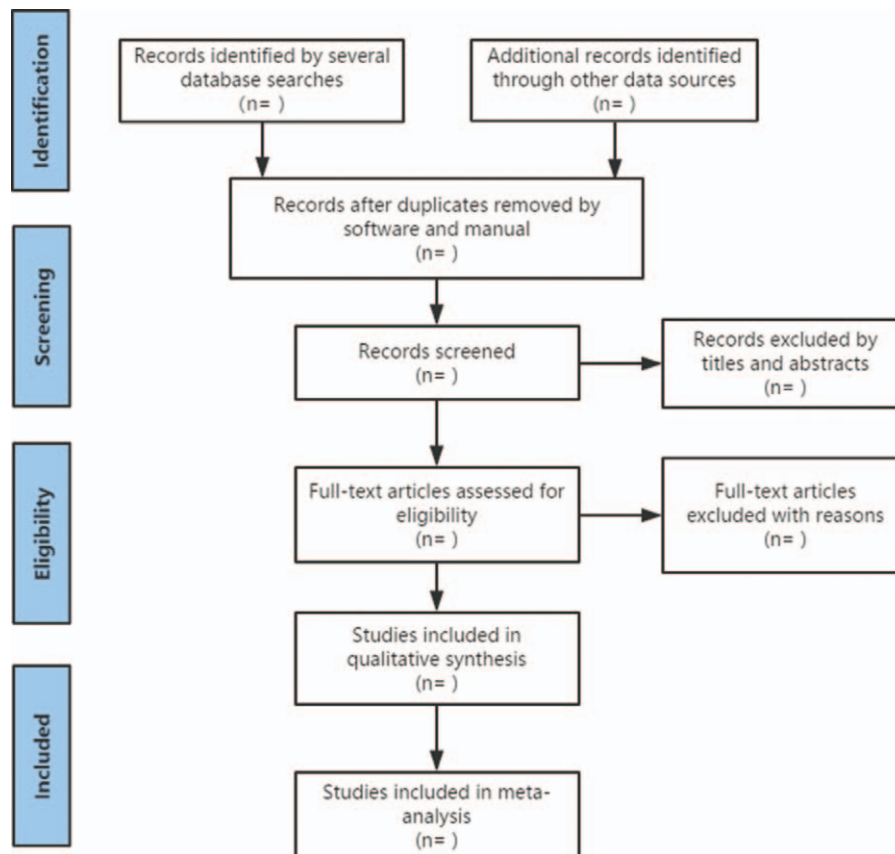 Identification
Records identified by several
database searches
(n= )
Additional records identified
through other data sources
(n= )
Records after duplicates removed by
software and manual
(n= )
Screening
Records screened
(n= )
Records excluded by
titles and abstracts
(n= )
Eligibility
Full-text articles assessed for
eligibility
(n= )
Full-text articles
excluded with reasons
(n= )
Studies included in
qualitative synthesis
(n= )
Included
Studies included in meta-
analysis
(n= )